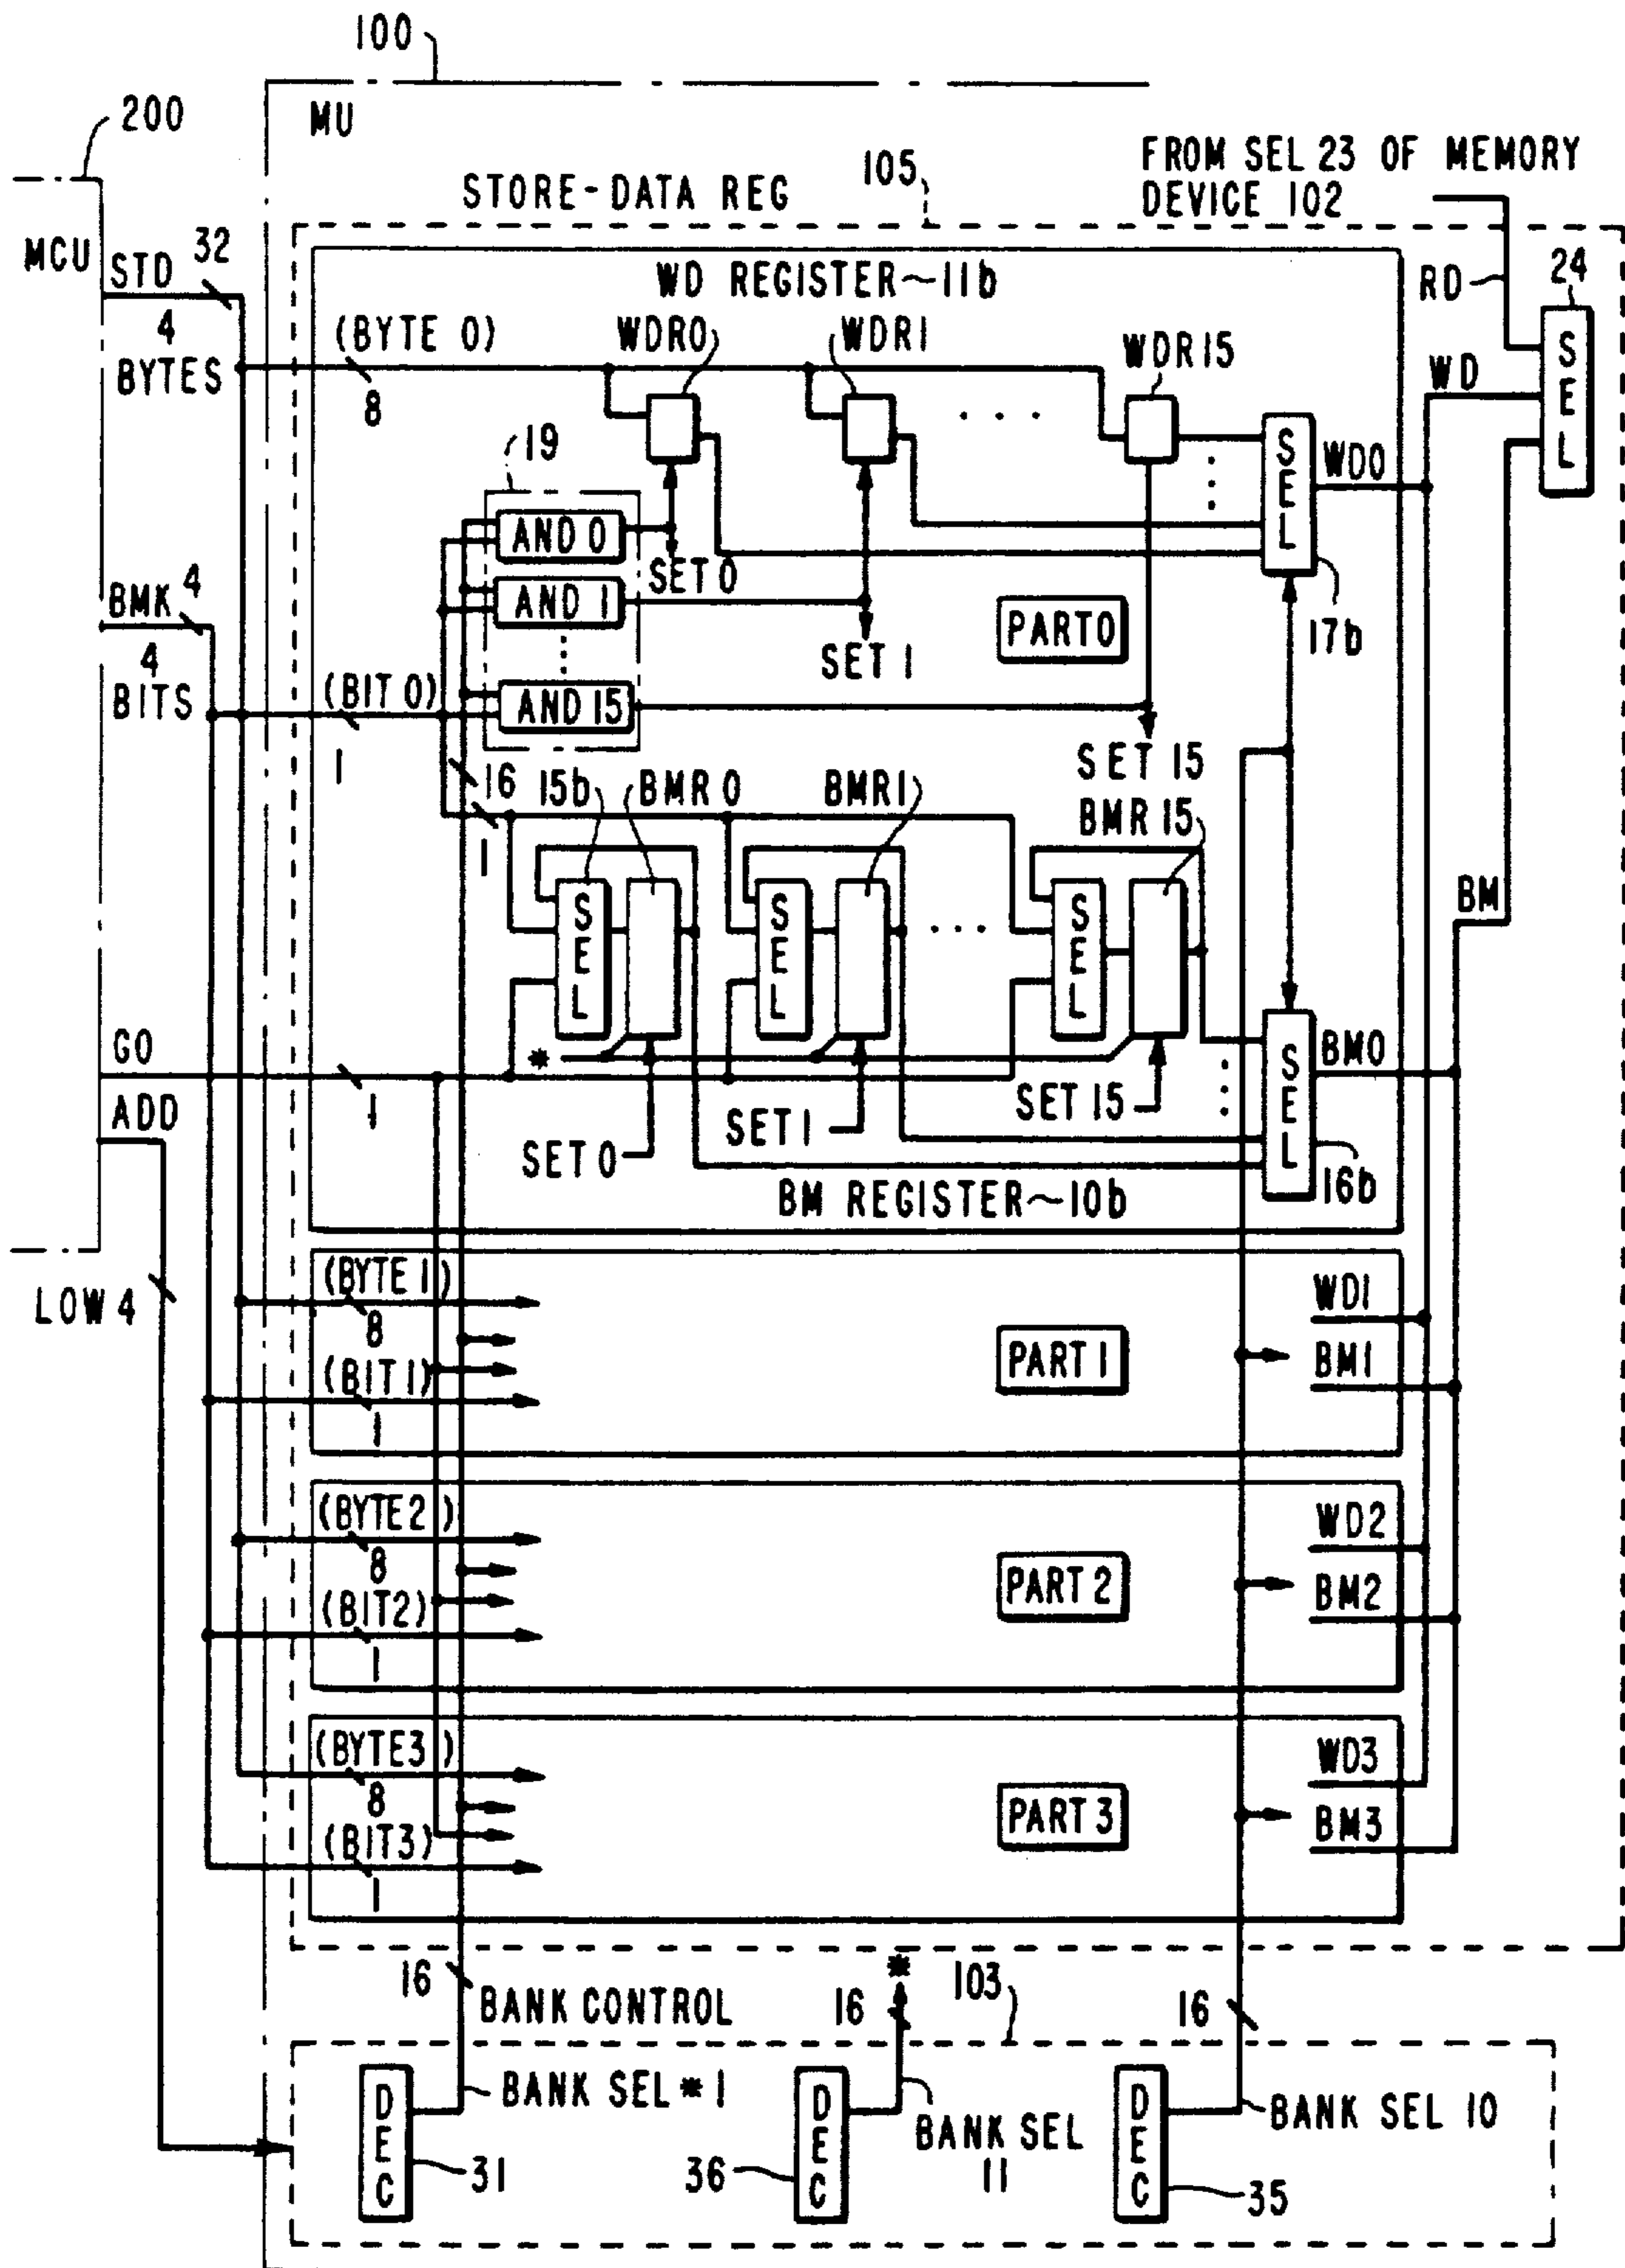 100
MU
200
MCU
STD
32
4
BYTES
BMK
4
4
BITS
GO
ADD
LOW 4
STORE-DATA REG
105
FROM SEL 23 OF MEMORY
DEVICE 102
RD
24
SEL
WD
BM
WD REGISTER~11b
(BYTE 0)
8
WDR0
WDR1
WDR15
. . .
19
AND 0
AND 1
AND 15
SET 0
SET 1
SET 15
SEL
WD0
17b
PART0
(BIT 0)
1
16
1
15b
BMR 0
BMR1
BMR 15
SEL
SEL
. . .
SEL
*
1
SET 0
SET 1
SET 15
SEL
BM0
16b
BM REGISTER~10b
(BYTE 1)
8
(BIT 1)
1
PART 1
WD1
BM1
(BYTE2)
8
(BIT2)
1
PART 2
WD2
BM2
(BYTE3)
8
(BIT3)
1
PART 3
WD3
BM3
16
BANK CONTROL
*
16
103
16
DEC
BANK SEL * 1
31
DEC
36
BANK SEL
11
DEC
BANK SEL 10
35